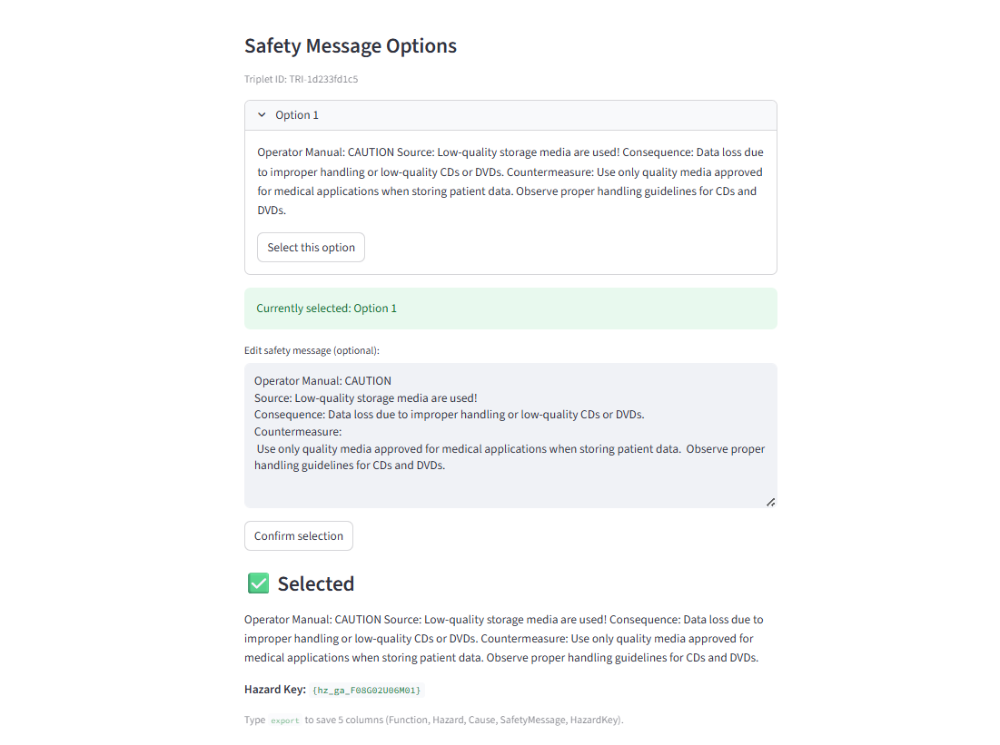 Safety Message Options
Triplet ID: TRI-1d233fd1c5
Option 1
Operator Manual: CAUTION Source: Low-quality storage media are used! Consequence: Data loss due
to improper handling or low-quality CDs or DVDs. Countermeasure: Use only quality media approved
for medical applications when storing patient data. Observe proper handling guidelines for CDs and
DVDs.
Select this option
Currently selected: Option 1
Edit safety message (optional):
Operator Manual: CAUTION
Source: Low-quality storage media are used!
Consequence: Data loss due to improper handling or low-quality CDs or DVDs.
Countermeasure:
Use only quality media approved for medical applications when storing patient data.  Observe proper
handling guidelines for CDs and DVDs.
Confirm selection
Selected
Operator Manual: CAUTION Source: Low-quality storage media are used! Consequence: Data loss due to
improper handling or low-quality CDs or DVDs. Countermeasure: Use only quality media approved for
medical applications when storing patient data. Observe proper handling guidelines for CDs and DVDs.
Hazard Key: {hz_ga_F08G02U06M01}
Type export to save 5 columns (Function, Hazard, Cause, SafetyMessage, HazardKey).